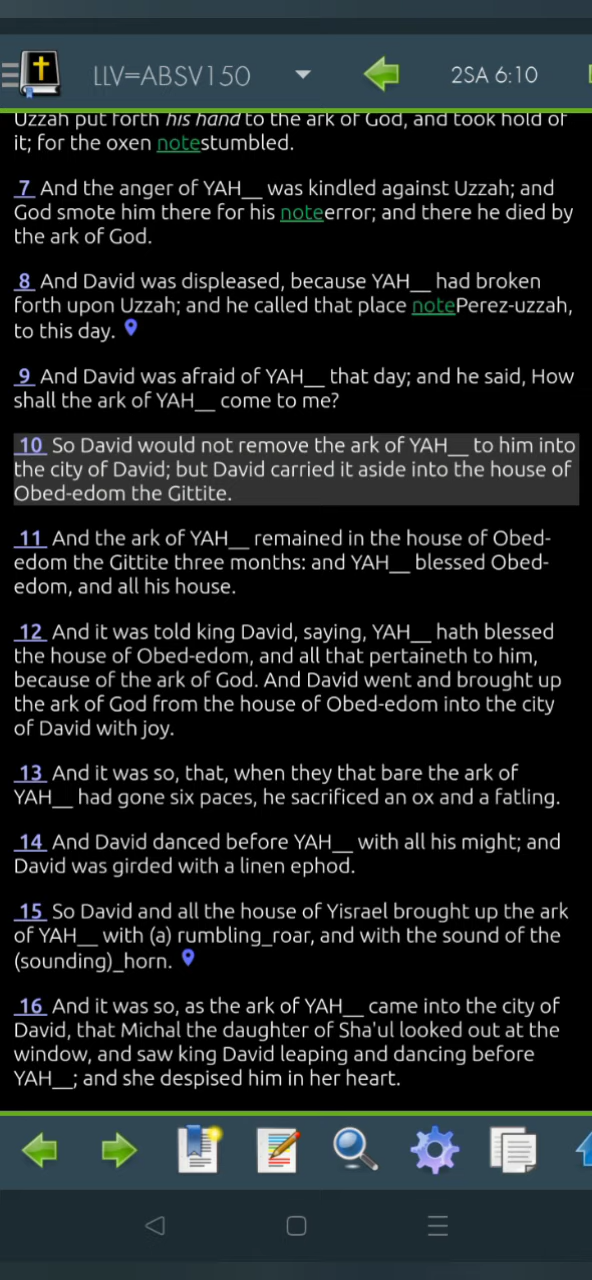 LLV=ABSV150
2SA 6:10
Uzzah put forth his hand to the ark of God, and took hold of
it; for the oxen notestumbled.
7 And the anger of YAH__ was kindled against Uzzah; and
God smote him there for his noteerror; and there he died by
the ark of God.
8 And David was displeased, because YAH__ had broken
forth upon Uzzah; and he called that place notePerez-uzzah,
to this day.
9 And David was afraid of YAH__ that day; and he said, How
shall the ark of YAH__ come to me?
10 So David would not remove the ark of YAH__ to him into
the city of David; but David carried it aside into the house of
Obed-edom the Gittite.
11 And the ark of YAH__ remained in the house of Obed-
edom the Gittite three months: and YAH__ blessed Obed-
edom, and all his house.
12 And it was told king David, saying, YAH__ hath blessed
the house of Obed-edom, and all that pertaineth to him,
because of the ark of God. And David went and brought up
the ark of God from the house of Obed-edom into the city
of David with joy.
13 And it was so, that, when they that bare the ark of
YAH__ had gone six paces, he sacrificed an ox and a fatling.
14 And David danced before YAH__ with all his might; and
David was girded with a linen ephod.
15 So David and all the house of Yisrael brought up the ark
of YAH__ with (a) rumbling_roar, and with the sound of the
(sounding)_horn.
16 And it was so, as the ark of YAH__ came into the city of
David, that Michal the daughter of Sha'ul looked out at the
window, and saw king David leaping and dancing before
YAH__; and she despised him in her heart.